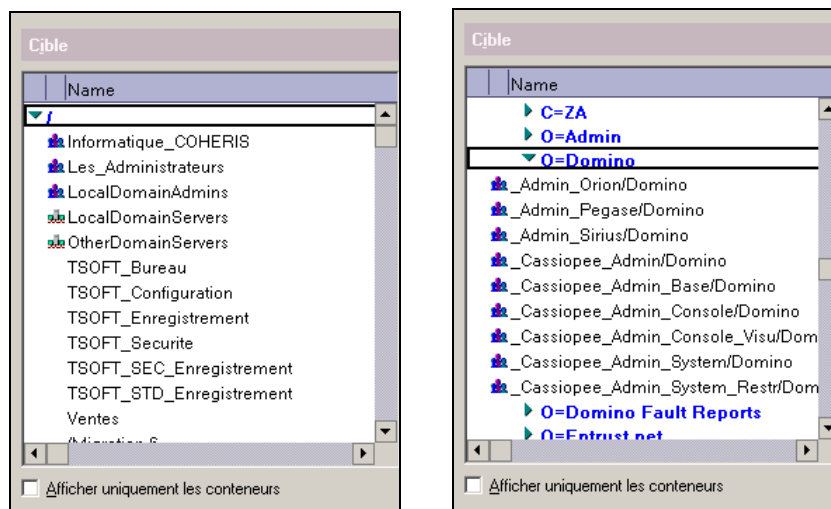 Cible
Name
/
Informatique_COHERIS
Les_Administrateurs
LocalDomainAdmins
LocalDomainServers
OtherDomainServers
TSOFT_Bureau
TSOFT_Configuration
TSOFT_Enregistrement
TSOFT_Securite
TSOFT_SEC_Enregistrement
TSOFT_STD_Enregistrement
Ventes
Afficher uniquement les conteneurs
Cible
Name
C=ZA
O=Admin
O=Domino
_Admin_Orion/Domino
_Admin_Pegase/Domino
_Admin_Sirius/Domino
_Cassiopee_Admin/Domino
_Cassiopee_Admin_Base/Domino
_Cassiopee_Admin_Console/Domino
_Cassiopee_Admin_Console_Visu/Dom
_Cassiopee_Admin_System/Domino
_Cassiopee_Admin_System_Restr/Dom
O=Domino Fault Reports
O=Entrust.net
Afficher uniquement les conteneurs